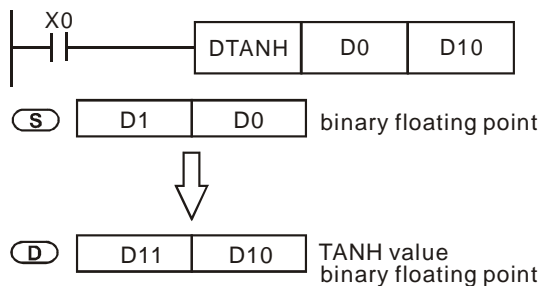 X0
DTANH D0 D10
S D1 D0 binary floating point
D D11 D10 TANH value
binary floating point